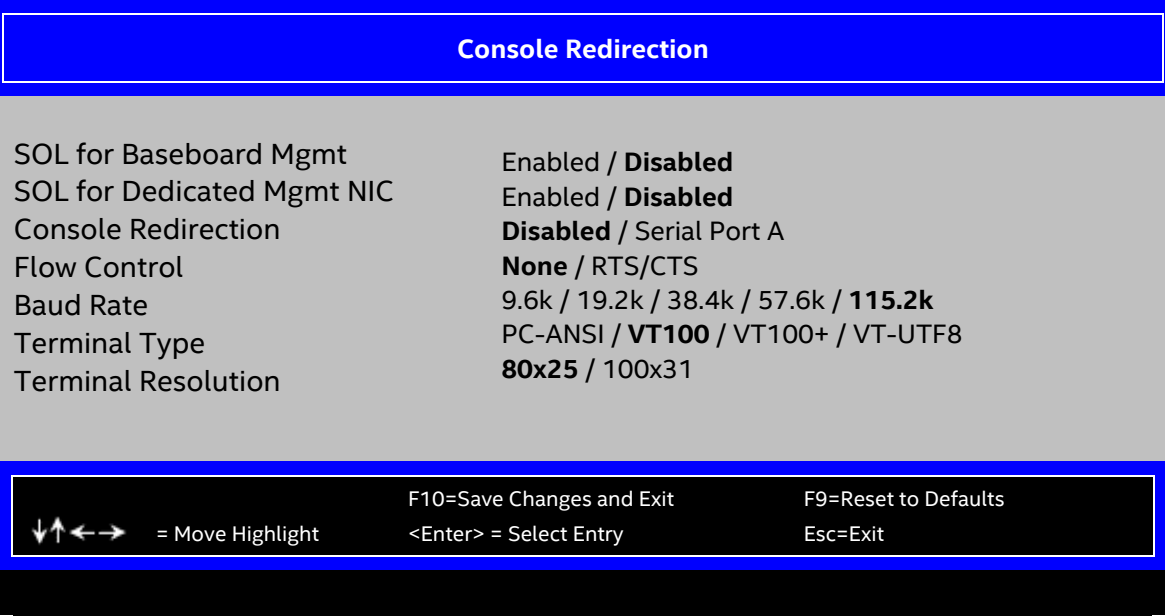 Console Redirection
SOL for Baseboard Mgmt Enabled / Disabled
SOL for Dedicated Mgmt NIC Enabled / Disabled
Console Redirection Disabled / Serial Port A
Flow Control None / RTS/CTS
Baud Rate 9.6k / 19.2k / 38.4k / 57.6k / 115.2k
Terminal Type PC-ANSI / VT100 / VT100+ / VT-UTF8
Terminal Resolution 80x25 / 100x31
F10=Save Changes and Exit F9=Reset to Defaults
↓↑←→ = Move Highlight <Enter> = Select Entry Esc=Exit